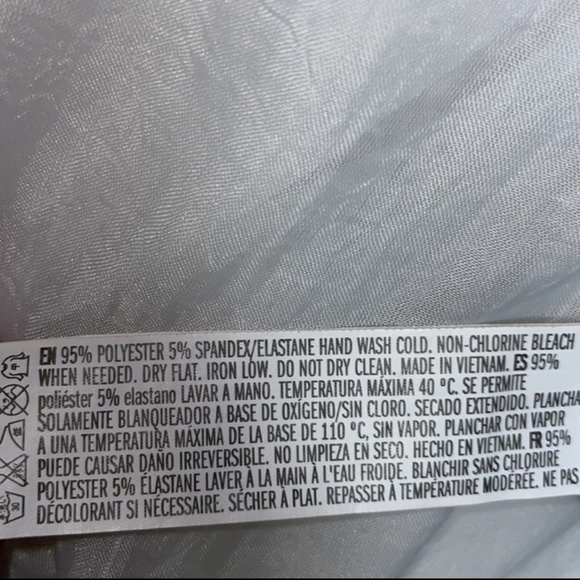 EN 95% POLYESTER 5% SPANDEX/ELASTANE HAND WASH COLD. NON-CHLORINE BLEACH
WHEN NEEDED. DRY FLAT. IRON LOW. DO NOT DRY CLEAN. MADE IN VIETNAM. ES 95%
poliéster 5% elastano LAVAR A MANO. TEMPERATURA MÁXIMA 40 °C. SE PERMITE
SOLAMENTE BLANQUEADOR A BASE DE OXÍGENO/SIN CLORO. SECADO EXTENDIDO. PLANCHA
A UNA TEMPERATURA MÁXIMA DE LA BASE DE 110 °C, SIN VAPOR. PLANCHAR CON VAPOR
PUEDE CAUSAR DAÑO IRREVERSIBLE. NO LIMPIEZA EN SECO. HECHO EN VIETNAM. FR 95%
POLYESTER 5% ÉLASTANE LAVER À LA MAIN À L'EAU FROIDE. BLANCHIR SANS CHLORURE
DÉCOLORANT SI NÉCESSAIRE. SÉCHER À PLAT. REPASSER À TEMPÉRATURE MODÉRÉE. NE PAS